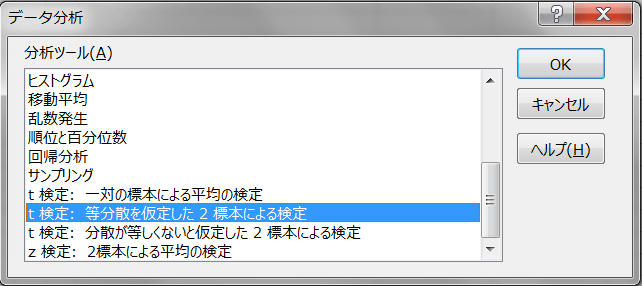 データ分析
分析ツール(A)
ヒストグラム
移動平均
乱数発生
順位と百分位数
回帰分析
サンプリング
t 検定: 一対の標本による平均の検定
t 検定: 等分散を仮定した 2 標本による検定
t 検定: 分散が等しくないと仮定した 2 標本による検定
z 検定: 2標本による平均の検定
OK
キャンセル
ヘルプ(H)